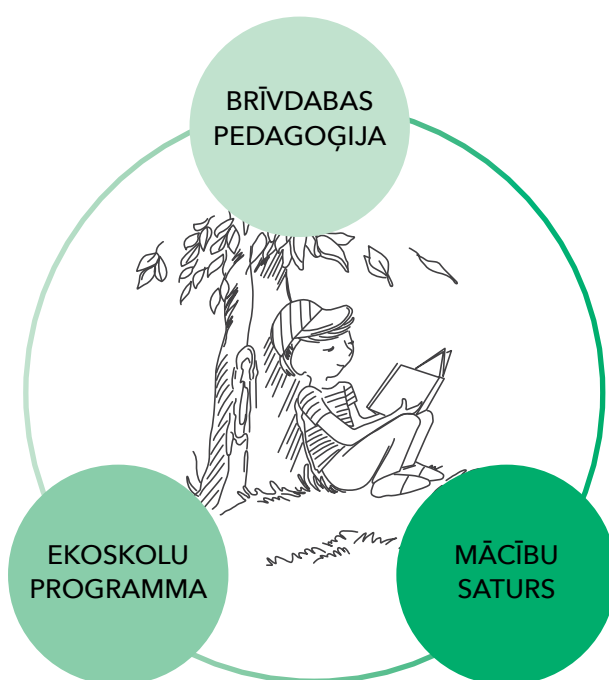 BRĪVDABAS
PEDAGOĢIJA
EKOSKOLU
PROGRAMMA
MĀCĪBU
SATURS